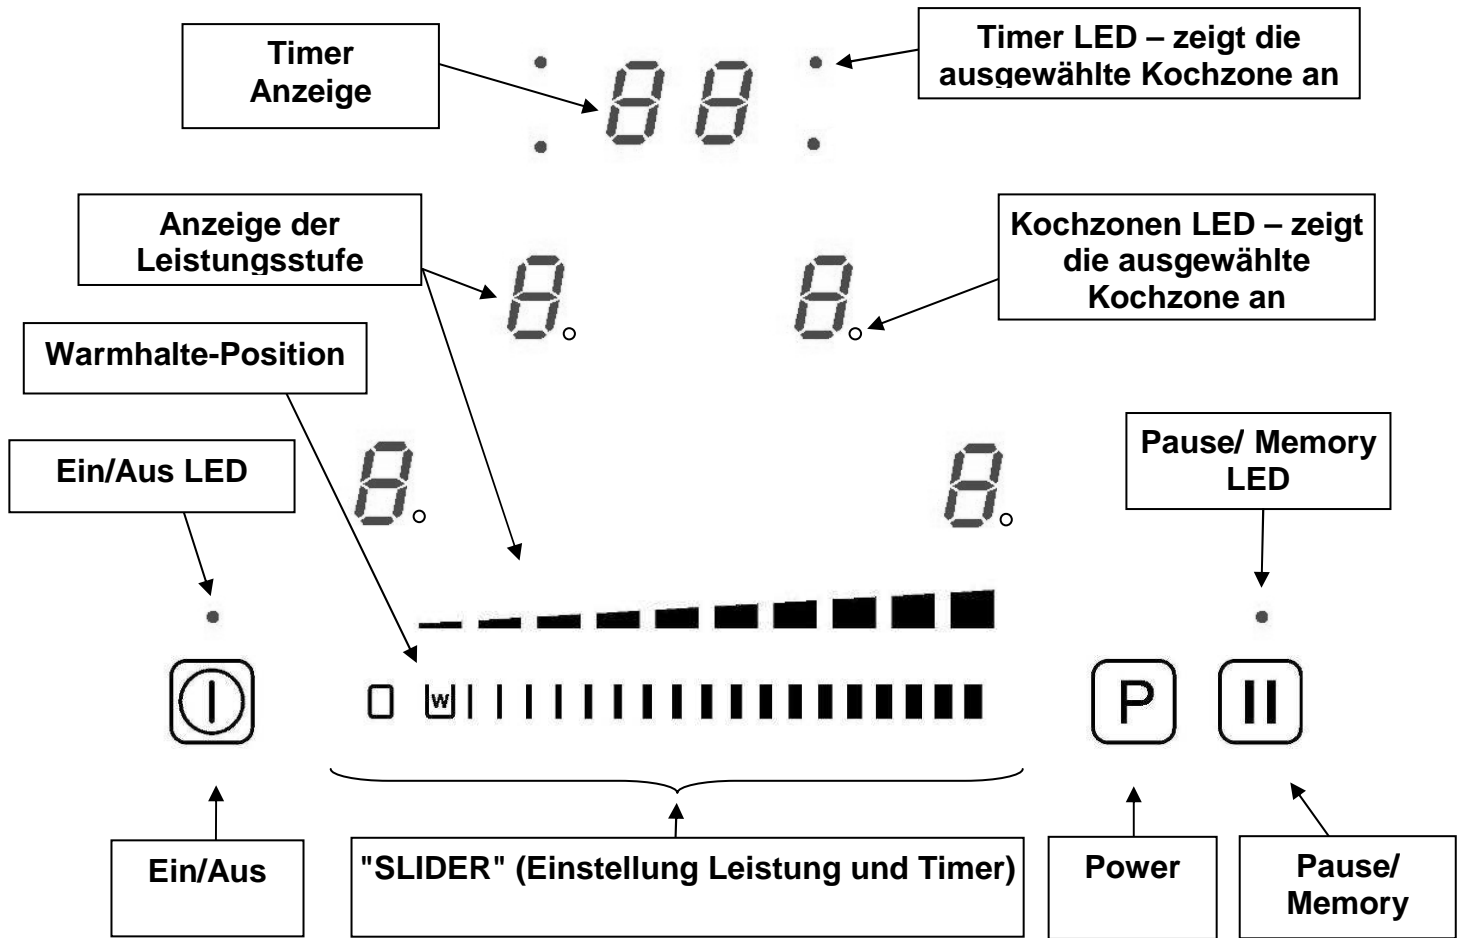 Timer
Anzeige
Timer LED – zeigt die
ausgewählte Kochzone an
Anzeige der
Leistungsstufe
Kochzonen LED – zeigt
die ausgewählte
Kochzone an
Warmhalte-Position
Ein/Aus LED
Pause/ Memory
LED
W
P
Ein/Aus
"SLIDER" (Einstellung Leistung und Timer)
Power
Pause/
Memory